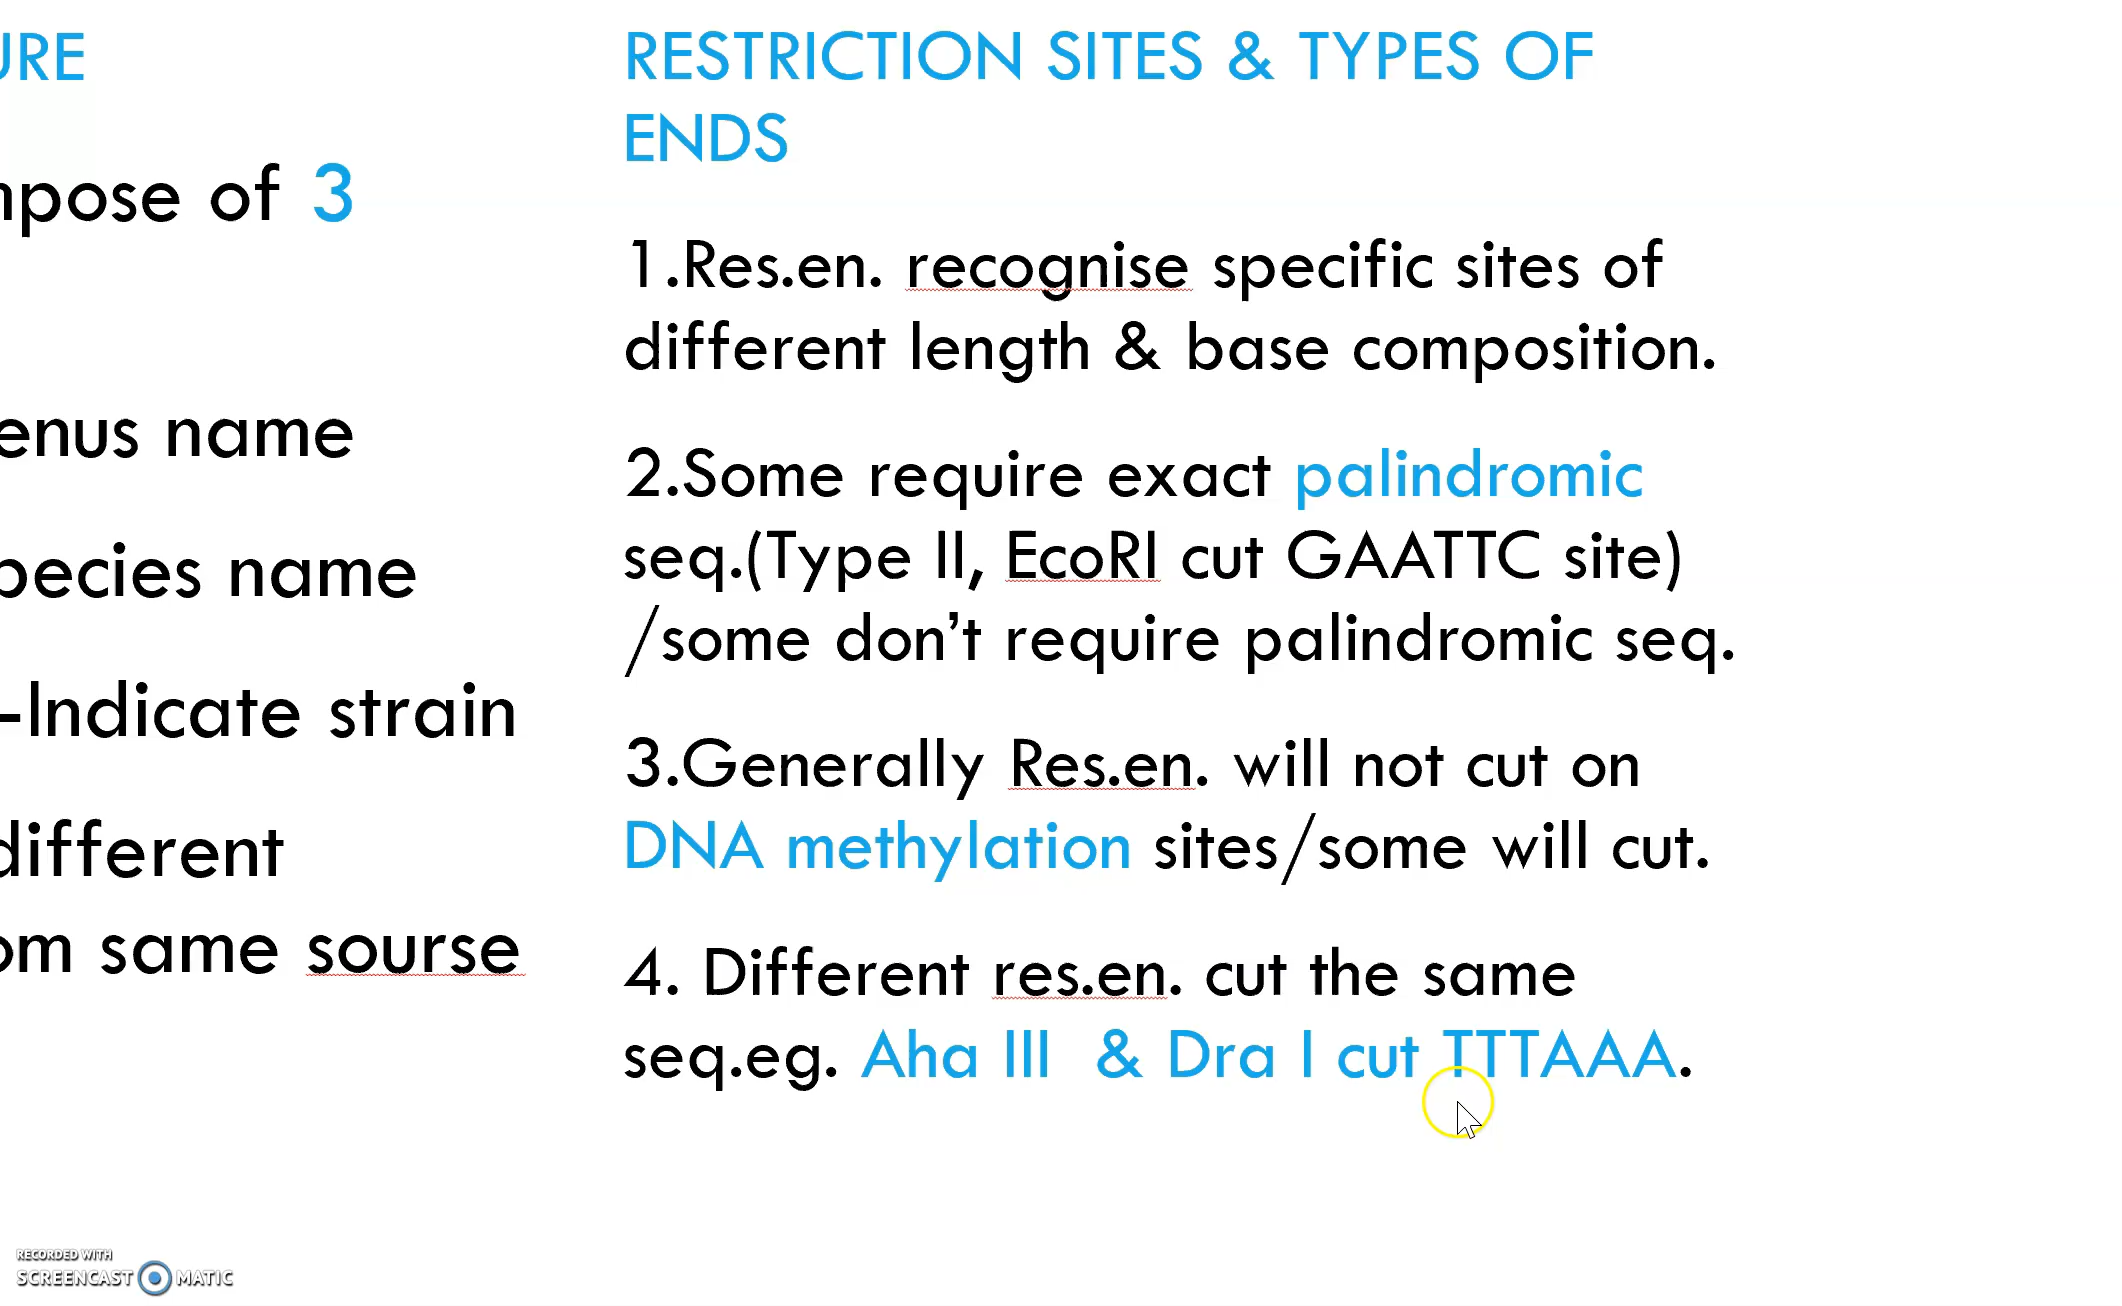 URE
mpose of 3
enus name
pecies name
-Indicate strain
different
om same sourse
RESTRICTION SITES & TYPES OF
ENDS
1.Res.en. recognise specific sites of
different length & base composition.
2.Some require exact palindromic
seq.(Type II, EcoRI cut GAATTC site)
/some don’t require palindromic seq.
3.Generally Res.en. will not cut on
DNA methylation sites/some will cut.
4. Different res.en. cut the same
seq.eg. Aha III & Dra I cut TTTAAA.
RECORDED WITH
SCREENCAST MATIC